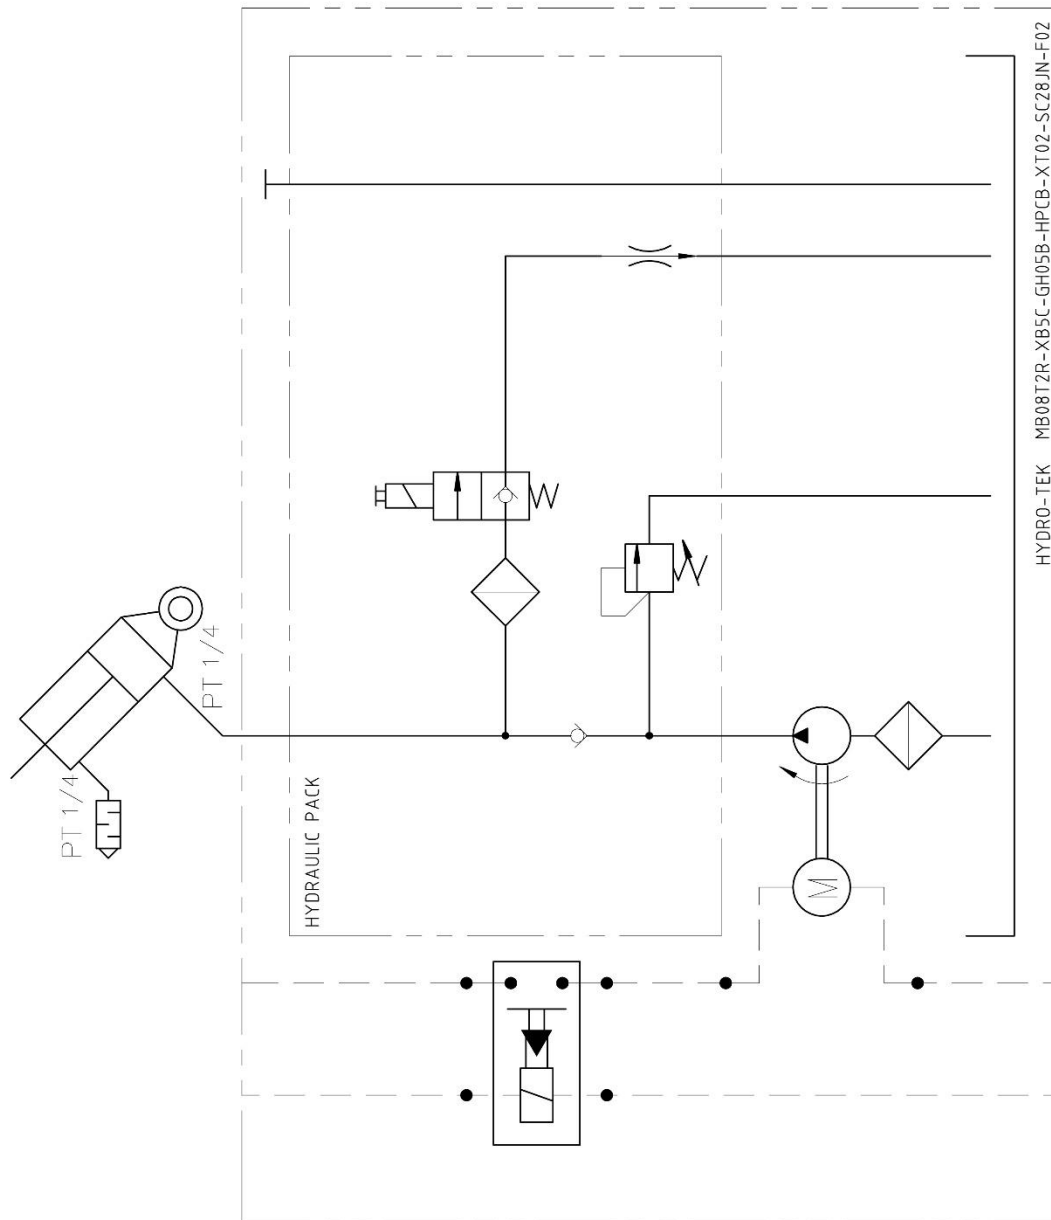 PT 1/4
PT 1/4
HYDRAULIC PACK
M
HYDRO-TEK MB08T2R-XB5C-GH05B-HPCB-XT02-SC28JN-F02